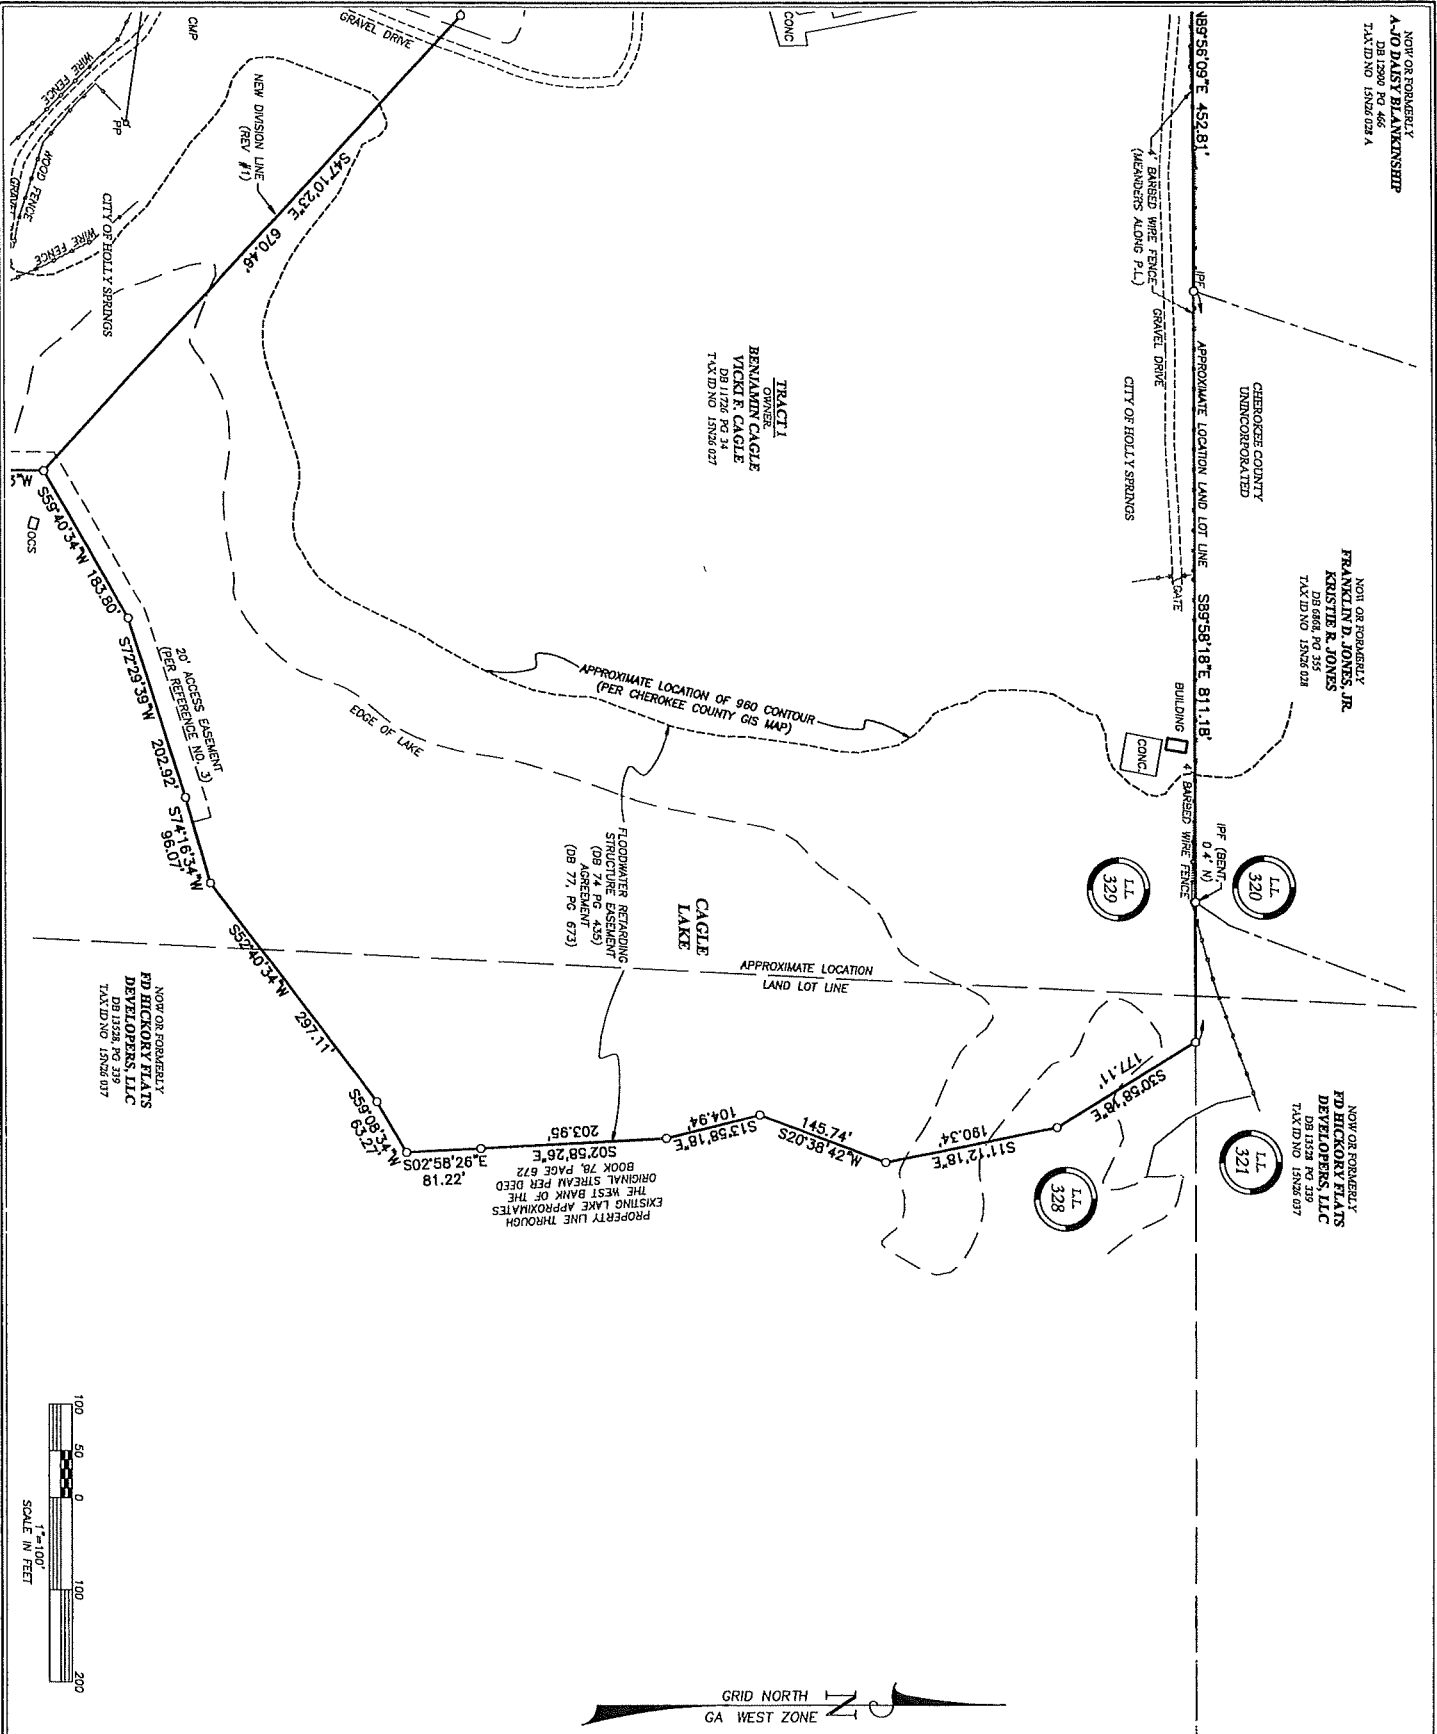 NOW OR FORMERLY
A-JO DAISY BLANKINSHIP
DB 12990 PG 466
TAX ID NO 15N26 028 A
N89°56'09"E 452.81'
4' BARBED WIRE FENCE
(MEANDERS ALONG P.L.)
IPF
GRAVEL DRIVE
APPROXIMATE LOCATION LAND LOT LINE
S89°58'18"E 811.18'
CHEROKEE COUNTY
UNINCORPORATED
CITY OF HOLLY SPRINGS
GATE
NOW OR FORMERLY
FRANKLIN D. JONES, JR.
KRISTIE R. JONES
DB 6868, PG 355
TAX ID NO 15N26 028
BUILDING
CONC.
4' BARBED WIRE FENCE
IPF (BENT,
0.4' N)
L.L.
320
L.L.
329
NOW OR FORMERLY
FD HICKORY FLATS
DEVELOPERS, LLC
DB 13528 PG 339
TAX ID NO 15N26 037
L.L.
321
L.L.
328
CONC
GRAVEL DRIVE
CMP
WIRE FENCE
PP
WOOD FENCE
GRAVEL
WIRE FENCE
CITY OF HOLLY SPRINGS
NEW DIVISION LINE
(REV #1)
S47°10'23"E 670.46'
TRACT 1
OWNER
BENJAMIN CAGLE
VICKI F. CAGLE
DB 11726 PG 34
TAX ID NO 15N26 027
APPROXIMATE LOCATION OF 960 CONTOUR
(PER CHEROKEE COUNTY GIS MAP)
EDGE OF LAKE
FLOODWATER RETARDING
STRUCTURE EASEMENT
(DB 74 PG 435)
AGREEMENT
(DB 77, PG 673)
CAGLE
LAKE
APPROXIMATE LOCATION
LAND LOT LINE
S30°58'18"E
177.11'
S11°12'18"E
190.34'
S20°38'42"W
145.74'
S13°58'18"E
104.94'
S02°58'26"E
203.95'
PROPERTY LINE THROUGH
EXISTING LAKE APPROXIMATES
THE WEST BANK OF THE
ORIGINAL STREAM PER DEED
BOOK 78, PAGE 672
S02°58'26"E
81.22'
S59°08'34"W
63.27'
S52°40'34"W 297.11'
S74°16'34"W
96.07'
S72°29'39"W 202.92'
S59°40'34"W 183.80'
20' ACCESS EASEMENT
(PER REFERENCE NO. 3)
OCS
3"W
NOW OR FORMERLY
FD HICKORY FLATS
DEVELOPERS, LLC
DB 13528, PG 339
TAX ID NO 15N26 037
100 50 0 100 200
1"=100'
SCALE IN FEET
GRID NORTH
GA WEST ZONE
N